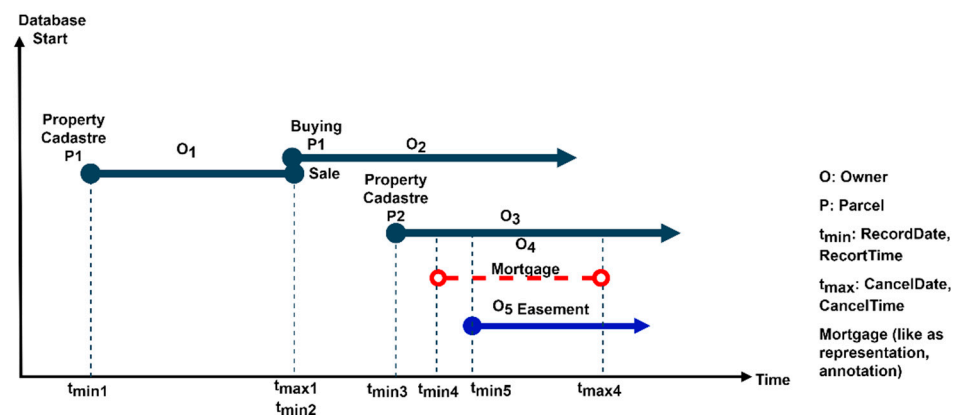 Database
Start
Property
Cadastre
P1
O1
Buying
P1
O2
Sale
Property
Cadastre
P2
O3
O4
Mortgage
O5 Easement
tmin1
tmax1
tmin2
tmin3
tmin4
tmin5
tmax4
Time
O: Owner
P: Parcel
tmin: RecordDate,
RecortTime
tmax: CancelDate,
CancelTime
Mortgage (like as
representation,
annotation)